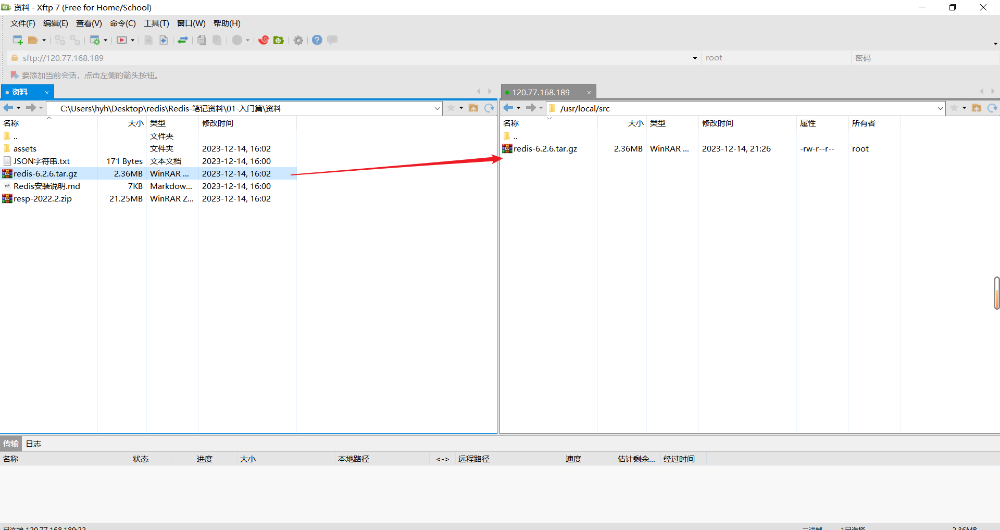 资料 - Xftp 7 (Free for Home/School)
文件(F) 编辑(E) 查看(V) 命令(C) 工具(T) 窗口(W) 帮助(H)
sftp://120.77.168.189 root 密码
要添加当前会话，点击左侧的箭头按钮。
资料 × 120.77.168.189 ×
C:\Users\hyh\Desktop\redis\Redis-笔记资料\01-入门篇\资料 /usr/local/src
名称 大小 类型 修改时间
.. 文件夹
assets 文件夹 2023-12-14, 16:02
JSON字符串.txt 171 Bytes 文本文档 2023-12-14, 16:00
redis-6.2.6.tar.gz 2.36MB WinRAR ... 2023-12-14, 16:02
Redis安装说明.md 7KB Markdow... 2023-12-14, 16:00
resp-2022.2.zip 21.25MB WinRAR Z... 2023-12-14, 16:02
名称 大小 类型 修改时间 属性 所有者
..
redis-6.2.6.tar.gz 2.36MB WinRAR ... 2023-12-14, 21:26 -rw-r--r-- root
传输 日志
名称 状态 进度 大小 本地路径 <-> 远程路径 速度 估计剩余... 经过时间
已连接 120.77.168.189:22 二进制 1已选择 2.36MB